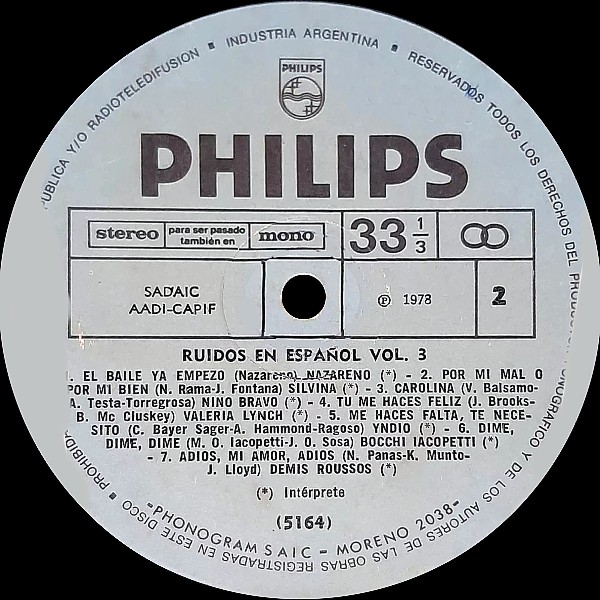 PUBLICA Y/O RADIOTELEDIFUSION ■ INDUSTRIA ARGENTINA ■ RESERVADOS TODOS LOS DERECHOS DEL
PHILIPS
PHILIPS
stereo
para ser pasado
también en
mono
33 1/3
SADAIC
AADI-CAPIF
Ⓟ 1978
2
RUIDOS EN ESPAÑOL VOL. 3
. EL BAILE YA EMPEZO (Nazareno) NAZARENO (*) - 2. POR MI MAL O
POR MI BIEN (N. Rama-J. Fontana) SILVINA (*) - 3. CAROLINA (V. Balsamo-
A. Testa-Torregrosa) NINO BRAVO (*) - 4. TU ME HACES FELIZ (J. Brooks-
B. Mc Cluskey) VALERIA LYNCH (*) - 5. ME HACES FALTA, TE NECE-
SITO (C. Bayer Sager-A. Hammond-Ragoso) YNDIO (*) - 6. DIME,
DIME, DIME (M. O. Iacopetti-J. O. Sosa) BOCCHI IACOPETTI (*)
- 7. ADIOS, MI AMOR, ADIOS (N. Panas-K. Munto-
J. Lloyd) DEMIS ROUSSOS (*)
(*) Intérprete
(5164)
-PHONOGRAM SAIC - MORENO 2038-
Y DE LOS AUTORES DE LAS OBRAS REGISTRADAS EN ESTE DISCO ■ PROHIBIDA